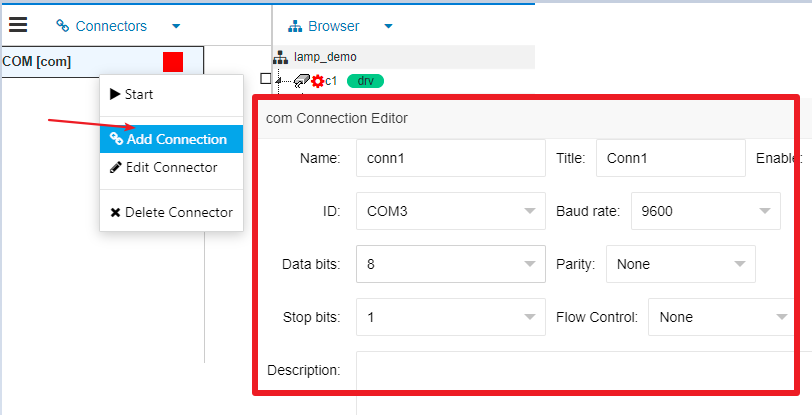 Connectors
Browser
COM [com]
lamp_demo
c1 drv
Start
Add Connection
Edit Connector
Delete Connector
com Connection Editor
Name: conn1 Title: Conn1 Enable:
ID: COM3 Baud rate: 9600
Data bits: 8 Parity: None
Stop bits: 1 Flow Control: None
Description: